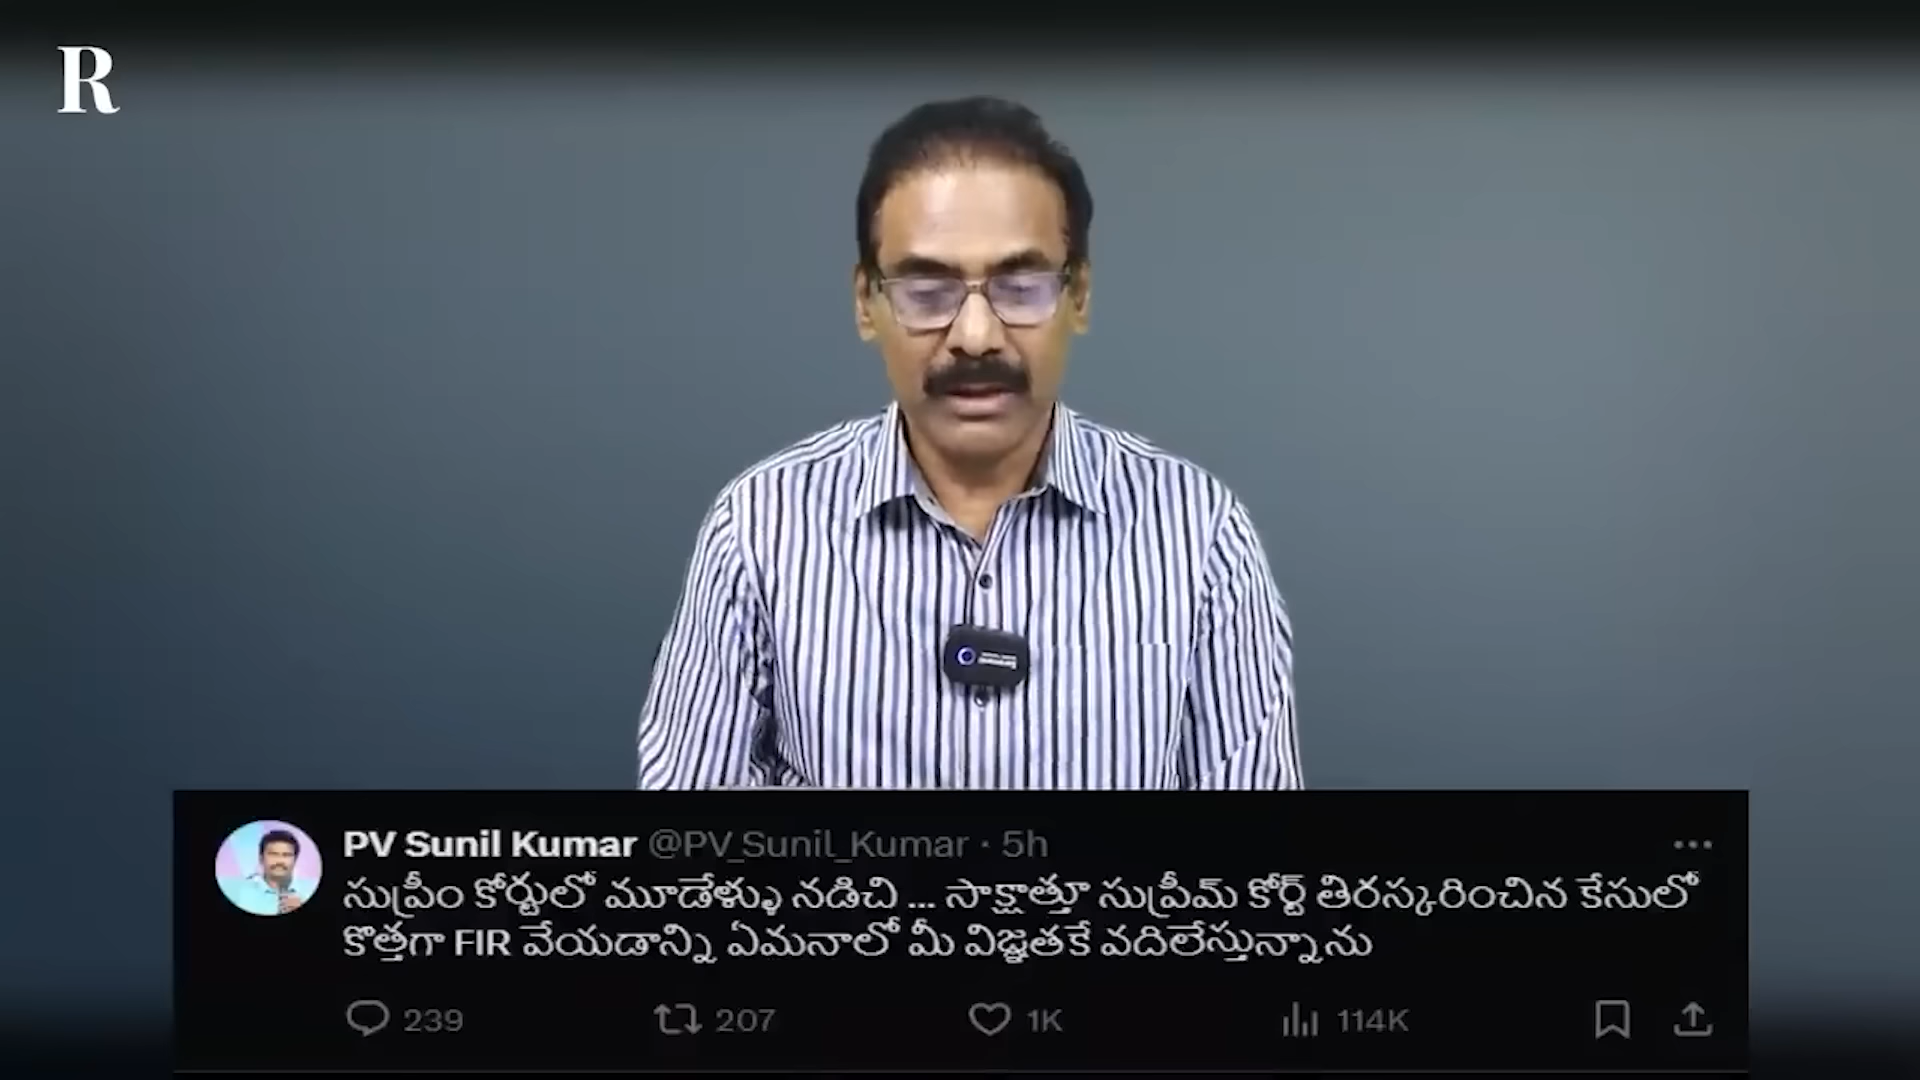 R
PV Sunil Kumar @PV_Sunil_Kumar · 5h
సుప్రీం కోర్టులో మూడేళ్ళు నడిచి ... సాక్షాత్తూ సుప్రీమ్ కోర్ట్ తిరస్కరించిన కేసులో
కొత్తగా FIR వేయడాన్ని ఏమనాలో మీ విజ్ఞతకే వదిలేస్తున్నాను
239 207 1K 114K